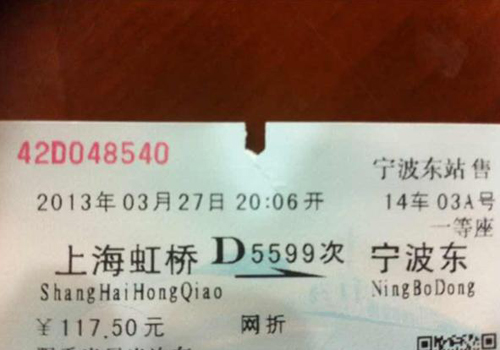 42D048540
宁波东站 售
2013年 03月27日 20:06开 14车 03A号
一等座
上海虹桥 D5599次 宁波东
ShangHaiHongQiao NingBoDong
￥117.50元 网折